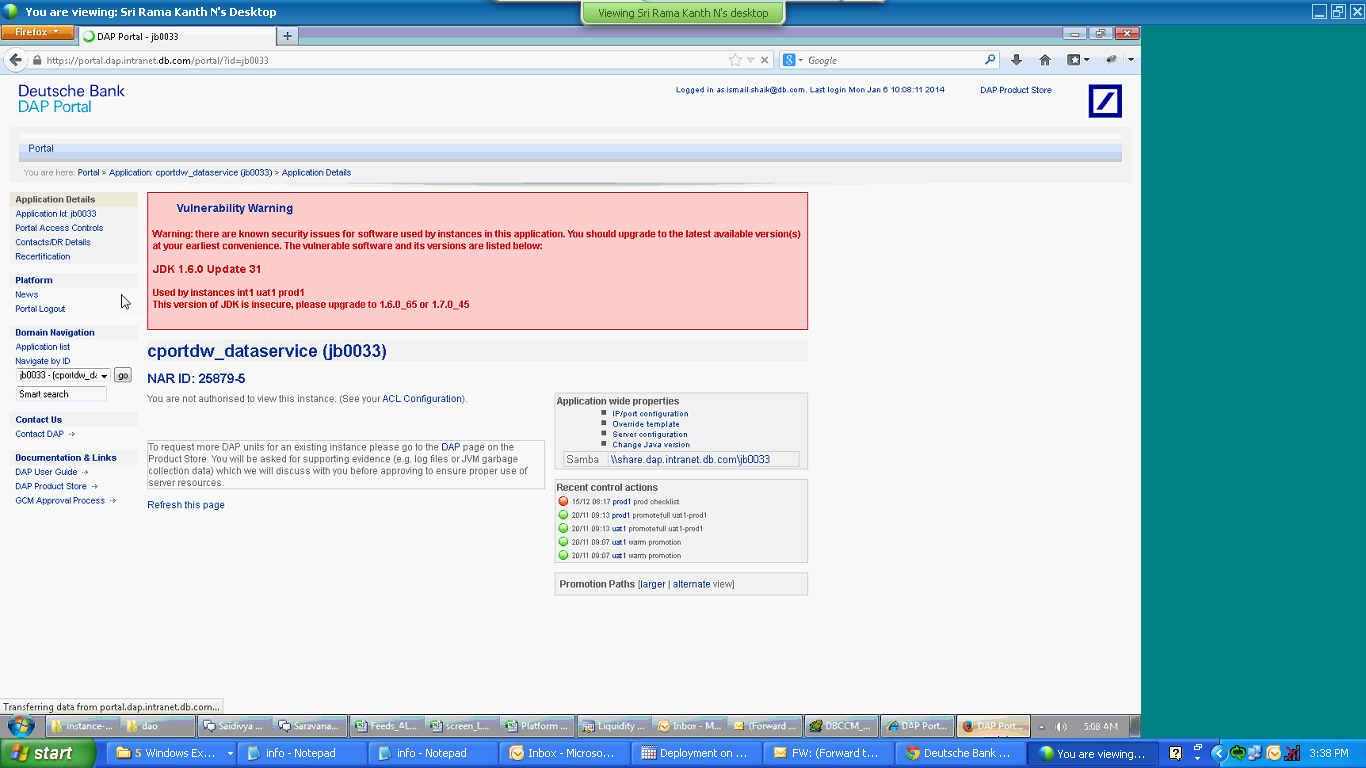 You are viewing: Sri Rama Kanth N's Desktop
Viewing Sri Rama Kanth N's desktop
Firefox
DAP Portal - jb0033
https://portal.dap.intranet.db.com/portal/?id=jb0033
Google
Deutsche Bank
DAP Portal
Logged in as ismail.shaik@db.com. Last login Mon Jan 6 10:08:11 2014
DAP Product Store
Portal
You are here: Portal > Application: cportdw_dataservice (jb0033) > Application Details
Application Details
Application Id: jb0033
Portal Access Controls
Contacts/DR Details
Recertification
Platform
News
Portal Logout
Domain Navigation
Application list
Navigate by ID
jb0033 - (cportdw_da
go
Smart search
Contact Us
Contact DAP →
Documentation & Links
DAP User Guide →
DAP Product Store →
GCM Approval Process →
Vulnerability Warning
Warning: there are known security issues for software used by instances in this application. You should upgrade to the latest available version(s)
at your earliest convenience. The vulnerable software and its versions are listed below:
JDK 1.6.0 Update 31
Used by instances int1 uat1 prod1
This version of JDK is insecure, please upgrade to 1.6.0_65 or 1.7.0_45
cportdw_dataservice (jb0033)
NAR ID: 25879-5
You are not authorised to view this instance. (See your ACL Configuration).
To request more DAP units for an existing instance please go to the DAP page on the
Product Store. You will be asked for supporting evidence (e.g. log files or JVM garbage
collection data) which we will discuss with you before approving to ensure proper use of
server resources.
Refresh this page
Application wide properties
IP/port configuration
Override template
Server configuration
Change Java version
Samba \\share.dap.intranet.db.com\jb0033
Recent control actions
15/12 08:17 prod1 prod checklist
20/11 09:13 prod1 promotefull uat1-prod1
20/11 09:13 uat1 promotefull uat1-prod1
20/11 09:07 uat1 warm promotion
20/11 09:07 uat1 warm promotion
Promotion Paths [larger | alternate view]
Transferring data from portal.dap.intranet.db.com...
instance-...
dao
Saidivya ...
Saravana...
Feeds_AL...
screen_L...
Platform ...
Liquidity ...
Inbox - M...
(Forward ...
DBCCM_...
DAP Port...
DAP Port...
5:08 AM
start
5 Windows Ex...
info - Notepad
info - Notepad
Inbox - Microso...
Deployment on ...
FW: (Forward t...
Deutsche Bank ...
You are viewing...
3:38 PM